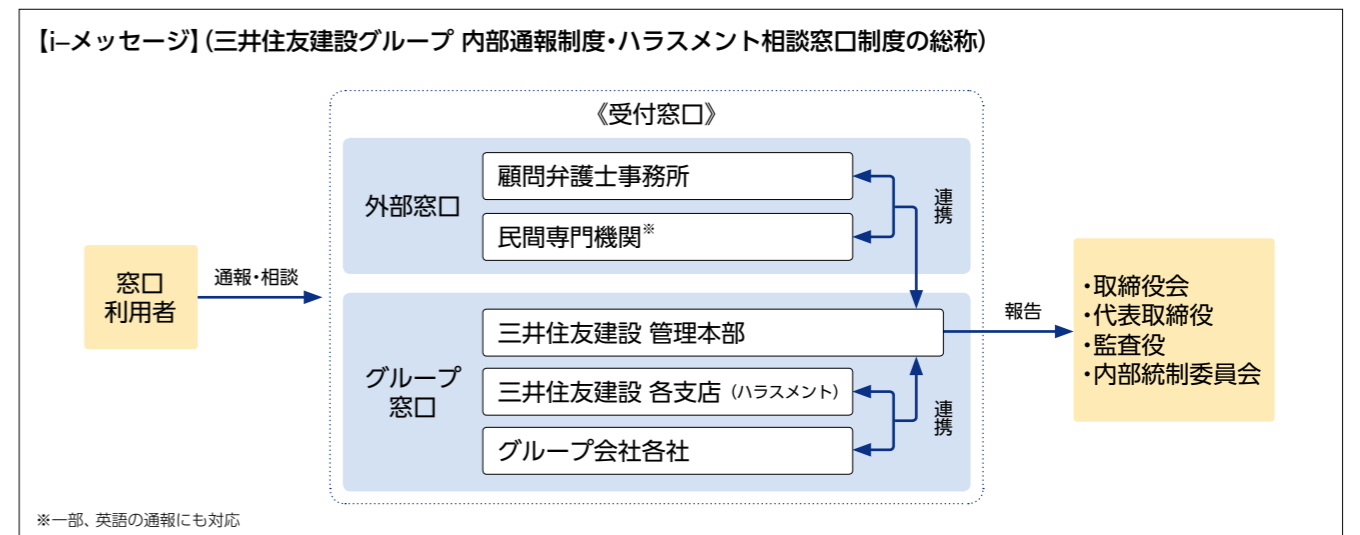 【i–メッセージ】(三井住友建設グループ 内部通報制度・ハラスメント相談窓口制度の総称)
《受付窓口》
外部窓口
顧問弁護士事務所
民間専門機関※
連携
窓口
利用者
通報・相談
グループ
窓口
三井住友建設 管理本部
三井住友建設 各支店 (ハラスメント)
グループ会社各社
連携
報告
・取締役会
・代表取締役
・監査役
・内部統制委員会
※一部、英語の通報にも対応